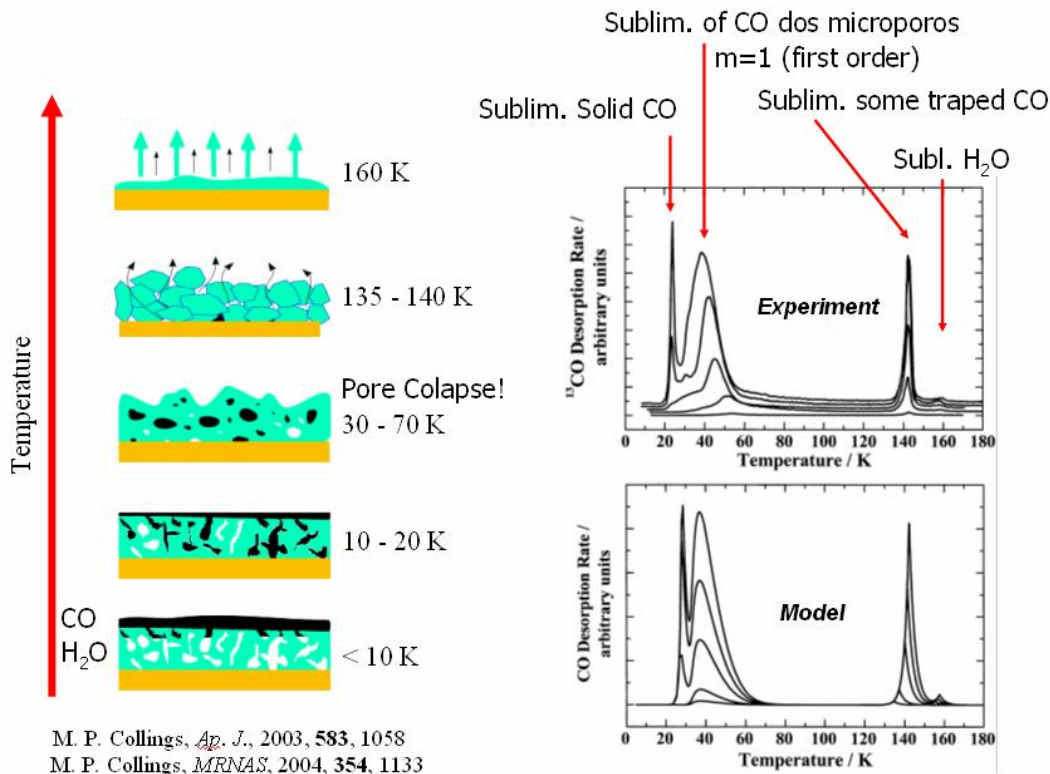 Temperature
160 K
135 - 140 K
Pore Colapse!
30 - 70 K
10 - 20 K
CO
H₂O
< 10 K
M. P. Collings, Ap. J., 2003, 583, 1058
M. P. Collings, MRNAS, 2004, 354, 1133
Sublim. of CO dos microporos
m=1 (first order)
Sublim. Solid CO
Sublim. some traped CO
Subl. H₂O
¹³CO Desorption Rate /
arbitrary units
Experiment
0 20 40 60 80 100 120 140 160 180
Temperature / K
CO Desorption Rate /
arbitrary units
Model
0 20 40 60 80 100 120 140 160 180
Temperature / K